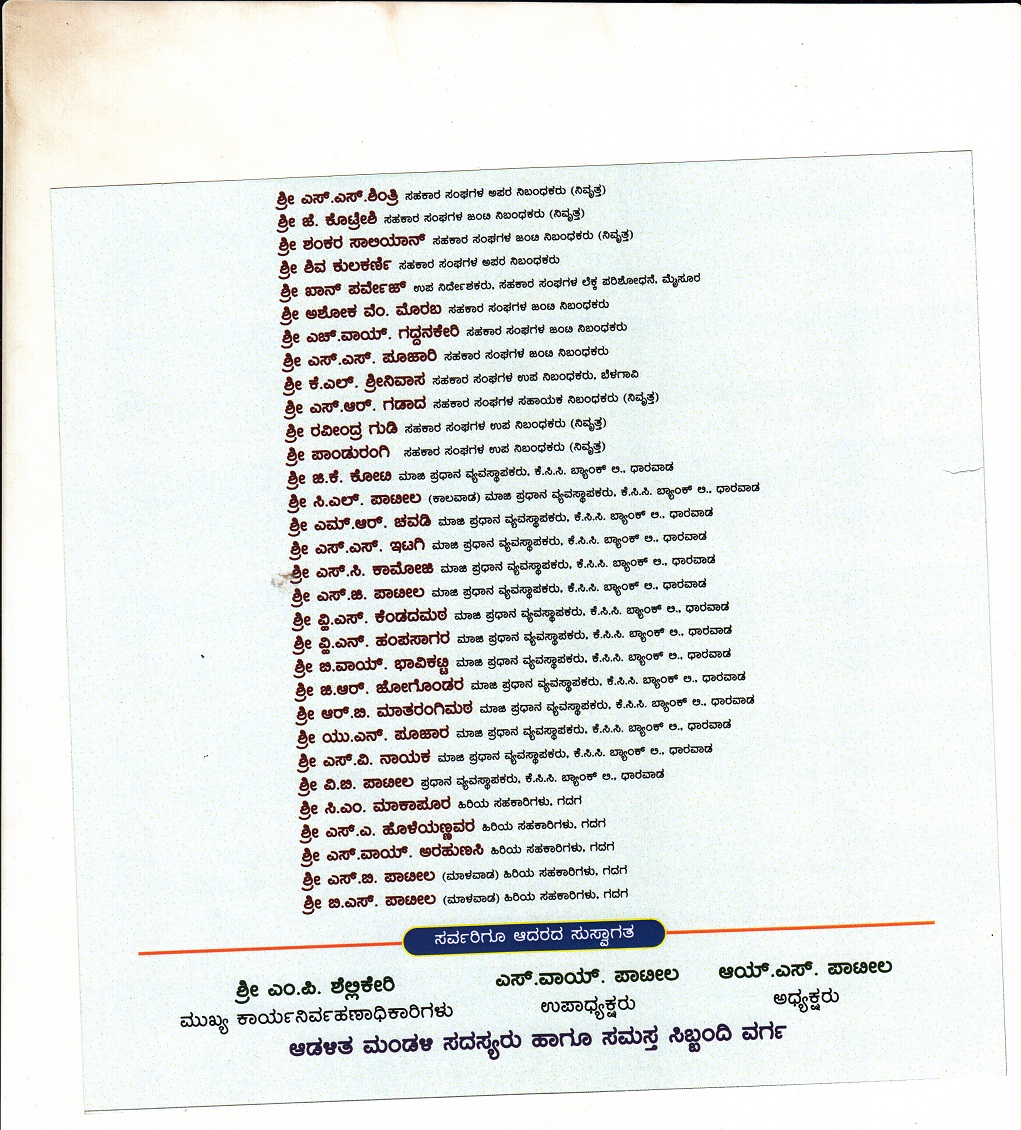 ಶ್ರೀ ಎಸ್.ಎಸ್.ಶಿಂತ್ರಿ ಸಹಕಾರ ಸಂಘಗಳ ಅಪರ ನಿಬಂಧಕರು (ನಿವೃತ್ತ)
ಶ್ರೀ ಜೆ. ಕೊಟ್ರೇಶಿ ಸಹಕಾರ ಸಂಘಗಳ ಜಂಟಿ ನಿಬಂಧಕರು (ನಿವೃತ್ತ)
ಶ್ರೀ ಶಂಕರ ಸಾಲಿಯಾನ್ ಸಹಕಾರ ಸಂಘಗಳ ಜಂಟಿ ನಿಬಂಧಕರು (ನಿವೃತ್ತ)
ಶ್ರೀ ಶಿವ ಕುಲಕರ್ಣಿ ಸಹಕಾರ ಸಂಘಗಳ ಅಪರ ನಿಬಂಧಕರು
ಶ್ರೀ ಖಾನ್ ಪರ್ವೇಜ್ ಉಪ ನಿರ್ದೇಶಕರು, ಸಹಕಾರ ಸಂಘಗಳ ಲೆಕ್ಕ ಪರಿಶೋಧನೆ, ಮೈಸೂರ
ಶ್ರೀ ಅಶೋಕ ವೆಂ. ಮೊರಬ ಸಹಕಾರ ಸಂಘಗಳ ಜಂಟಿ ನಿಬಂಧಕರು
ಶ್ರೀ ಎಚ್.ವಾಯ್. ಗದ್ದನಕೇರಿ ಸಹಕಾರ ಸಂಘಗಳ ಜಂಟಿ ನಿಬಂಧಕರು
ಶ್ರೀ ಎಸ್.ಎಸ್. ಪೂಜಾರಿ ಸಹಕಾರ ಸಂಘಗಳ ಜಂಟಿ ನಿಬಂಧಕರು
ಶ್ರೀ ಕೆ.ಎಲ್. ಶ್ರೀನಿವಾಸ ಸಹಕಾರ ಸಂಘಗಳ ಉಪ ನಿಬಂಧಕರು, ಬೆಳಗಾವಿ
ಶ್ರೀ ಎಸ್.ಆರ್. ಗಡಾದ ಸಹಕಾರ ಸಂಘಗಳ ಸಹಾಯಕ ನಿಬಂಧಕರು (ನಿವೃತ್ತ)
ಶ್ರೀ ರವೀಂದ್ರ ಗುಡಿ ಸಹಕಾರ ಸಂಘಗಳ ಉಪ ನಿಬಂಧಕರು (ನಿವೃತ್ತ)
ಶ್ರೀ ಪಾಂಡುರಂಗಿ ಸಹಕಾರ ಸಂಘಗಳ ಉಪ ನಿಬಂಧಕರು (ನಿವೃತ್ತ)
ಶ್ರೀ ಜಿ.ಕೆ. ಕೋಟಿ ಮಾಜಿ ಪ್ರಧಾನ ವ್ಯವಸ್ಥಾಪಕರು, ಕೆ.ಸಿ.ಸಿ. ಬ್ಯಾಂಕ್ ಲಿ., ಧಾರವಾಡ
ಶ್ರೀ ಸಿ.ಎಲ್. ಪಾಟೀಲ (ಕಾಲವಾಡ) ಮಾಜಿ ಪ್ರಧಾನ ವ್ಯವಸ್ಥಾಪಕರು, ಕೆ.ಸಿ.ಸಿ. ಬ್ಯಾಂಕ್ ಲಿ., ಧಾರವಾಡ
ಶ್ರೀ ಎಮ್.ಆರ್. ಚವಡಿ ಮಾಜಿ ಪ್ರಧಾನ ವ್ಯವಸ್ಥಾಪಕರು, ಕೆ.ಸಿ.ಸಿ. ಬ್ಯಾಂಕ್ ಲಿ., ಧಾರವಾಡ
ಶ್ರೀ ಎಸ್.ಎಸ್. ಇಟಗಿ ಮಾಜಿ ಪ್ರಧಾನ ವ್ಯವಸ್ಥಾಪಕರು, ಕೆ.ಸಿ.ಸಿ. ಬ್ಯಾಂಕ್ ಲಿ., ಧಾರವಾಡ
ಶ್ರೀ ಎಸ್.ಸಿ. ಕಾಮೋಜಿ ಮಾಜಿ ಪ್ರಧಾನ ವ್ಯವಸ್ಥಾಪಕರು, ಕೆ.ಸಿ.ಸಿ. ಬ್ಯಾಂಕ್ ಲಿ., ಧಾರವಾಡ
ಶ್ರೀ ಎಸ್.ಜಿ. ಪಾಟೀಲ ಮಾಜಿ ಪ್ರಧಾನ ವ್ಯವಸ್ಥಾಪಕರು, ಕೆ.ಸಿ.ಸಿ. ಬ್ಯಾಂಕ್ ಲಿ., ಧಾರವಾಡ
ಶ್ರೀ ವ್ಹಿ.ಎಸ್. ಕೆಂಡದಮಠ ಮಾಜಿ ಪ್ರಧಾನ ವ್ಯವಸ್ಥಾಪಕರು, ಕೆ.ಸಿ.ಸಿ. ಬ್ಯಾಂಕ್ ಲಿ., ಧಾರವಾಡ
ಶ್ರೀ ವ್ಹಿ.ಎನ್. ಹಂಪಸಾಗರ ಮಾಜಿ ಪ್ರಧಾನ ವ್ಯವಸ್ಥಾಪಕರು, ಕೆ.ಸಿ.ಸಿ. ಬ್ಯಾಂಕ್ ಲಿ., ಧಾರವಾಡ
ಶ್ರೀ ಬಿ.ವಾಯ್. ಭಾವಿಕಟ್ಟಿ ಮಾಜಿ ಪ್ರಧಾನ ವ್ಯವಸ್ಥಾಪಕರು, ಕೆ.ಸಿ.ಸಿ. ಬ್ಯಾಂಕ್ ಲಿ., ಧಾರವಾಡ
ಶ್ರೀ ಜಿ.ಆರ್. ಜೋಗೊಂಡರ ಮಾಜಿ ಪ್ರಧಾನ ವ್ಯವಸ್ಥಾಪಕರು, ಕೆ.ಸಿ.ಸಿ. ಬ್ಯಾಂಕ್ ಲಿ., ಧಾರವಾಡ
ಶ್ರೀ ಆರ್.ಬಿ. ಮಾತರಂಗಿಮಠ ಮಾಜಿ ಪ್ರಧಾನ ವ್ಯವಸ್ಥಾಪಕರು, ಕೆ.ಸಿ.ಸಿ. ಬ್ಯಾಂಕ್ ಲಿ., ಧಾರವಾಡ
ಶ್ರೀ ಯು.ಎನ್. ಪೂಜಾರ ಮಾಜಿ ಪ್ರಧಾನ ವ್ಯವಸ್ಥಾಪಕರು, ಕೆ.ಸಿ.ಸಿ. ಬ್ಯಾಂಕ್ ಲಿ., ಧಾರವಾಡ
ಶ್ರೀ ಎಸ್.ವಿ. ನಾಯಕ ಮಾಜಿ ಪ್ರಧಾನ ವ್ಯವಸ್ಥಾಪಕರು, ಕೆ.ಸಿ.ಸಿ. ಬ್ಯಾಂಕ್ ಲಿ., ಧಾರವಾಡ
ಶ್ರೀ ವಿ.ಬಿ. ಪಾಟೀಲ ಪ್ರಧಾನ ವ್ಯವಸ್ಥಾಪಕರು, ಕೆ.ಸಿ.ಸಿ. ಬ್ಯಾಂಕ್ ಲಿ., ಧಾರವಾಡ
ಶ್ರೀ ಸಿ.ಎಂ. ಮಾಕಾಪೂರ ಹಿರಿಯ ಸಹಕಾರಿಗಳು, ಗದಗ
ಶ್ರೀ ಎಸ್.ಎ. ಹೊಳೆಯಣ್ಣವರ ಹಿರಿಯ ಸಹಕಾರಿಗಳು, ಗದಗ
ಶ್ರೀ ಎಸ್.ವಾಯ್. ಅರಹುಣಸಿ ಹಿರಿಯ ಸಹಕಾರಿಗಳು, ಗದಗ
ಶ್ರೀ ಎಸ್.ಬಿ. ಪಾಟೀಲ (ಮಾಳವಾಡ) ಹಿರಿಯ ಸಹಕಾರಿಗಳು, ಗದಗ
ಶ್ರೀ ಬಿ.ಎಸ್. ಪಾಟೀಲ (ಮಾಳವಾಡ) ಹಿರಿಯ ಸಹಕಾರಿಗಳು, ಗದಗ
ಸರ್ವರಿಗೂ ಆದರದ ಸುಸ್ವಾಗತ
ಶ್ರೀ ಎಂ.ಪಿ. ಶೆಲ್ಲಿಕೇರಿ ಎಸ್.ವಾಯ್. ಪಾಟೀಲ ಆಯ್.ಎಸ್. ಪಾಟೀಲ
ಮುಖ್ಯ ಕಾರ್ಯನಿರ್ವಹಣಾಧಿಕಾರಿಗಳು ಉಪಾಧ್ಯಕ್ಷರು ಅಧ್ಯಕ್ಷರು
ಆಡಳಿತ ಮಂಡಳಿ ಸದಸ್ಯರು ಹಾಗೂ ಸಮಸ್ತ ಸಿಬ್ಬಂದಿ ವರ್ಗ